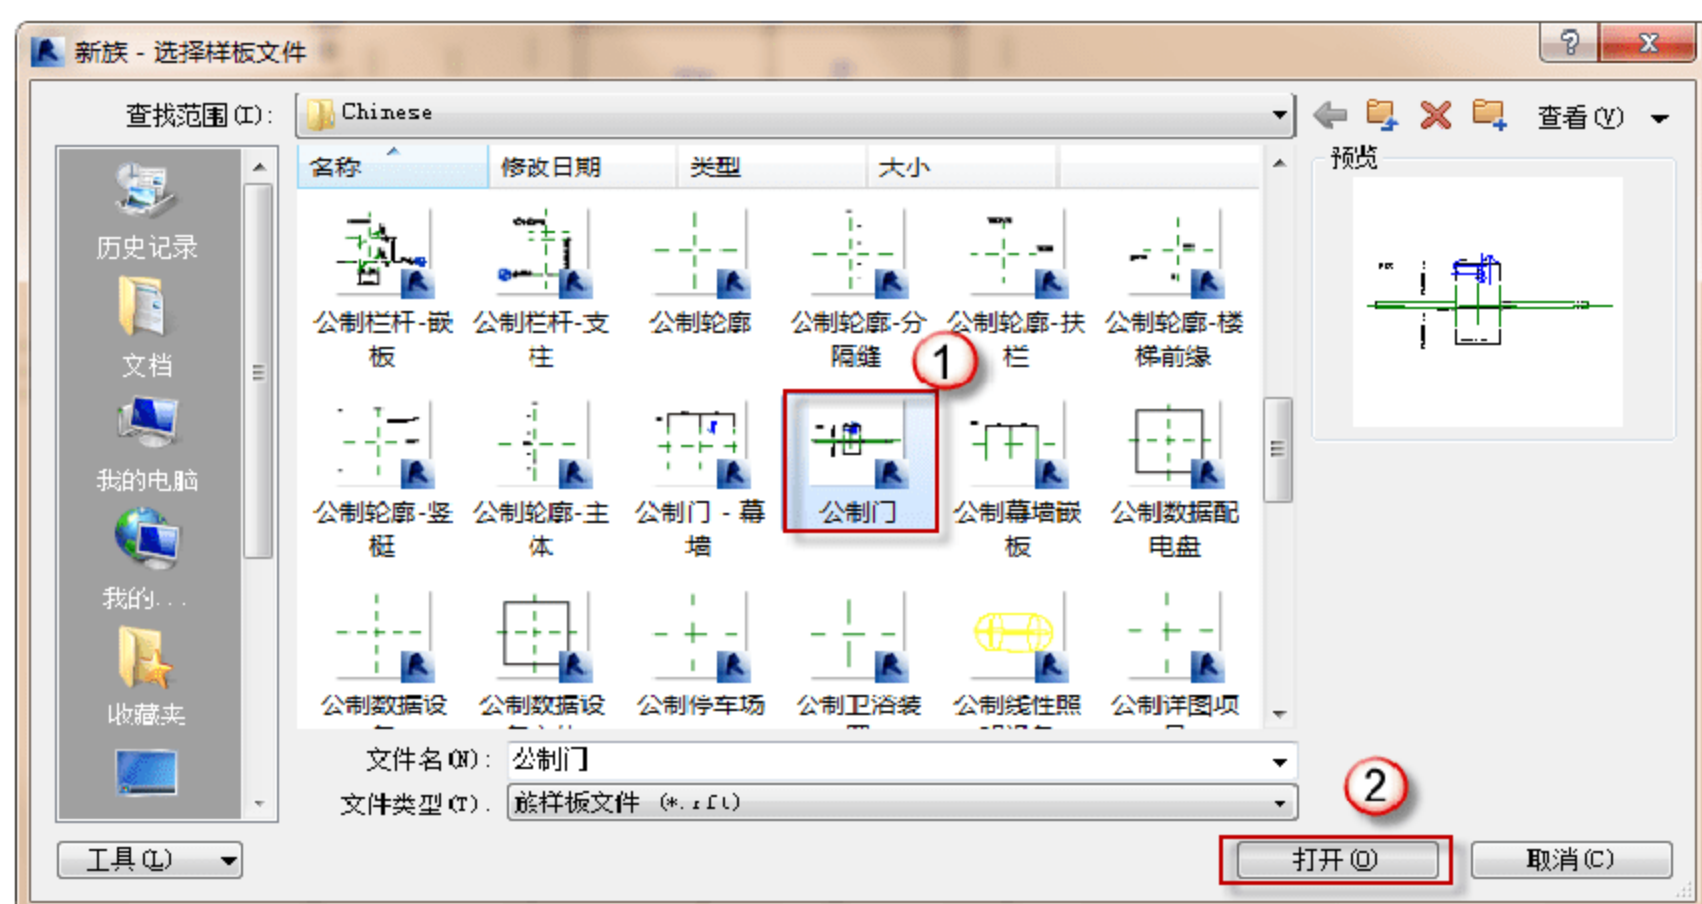 新族 - 选择样板文件
查找范围(I):
Chinese
查看(V)
名称
修改日期
类型
大小
预览
历史记录
文档
我的电脑
我的...
收藏夹
公制栏杆-嵌
板
公制栏杆-支
柱
公制轮廓
公制轮廓-分
隔缝
公制轮廓-扶
栏
公制轮廓-楼
梯前缘
1
公制轮廓-竖
梃
公制轮廓-主
体
公制门 - 幕
墙
公制门
公制幕墙嵌
板
公制数据配
电盘
公制数据设
公制数据设
公制停车场
公制卫浴装
公制线性照
公制详图项
文件名(N):
公制门
文件类型(T):
族样板文件 (*.rft)
2
工具(L)
打开(O)
取消(C)